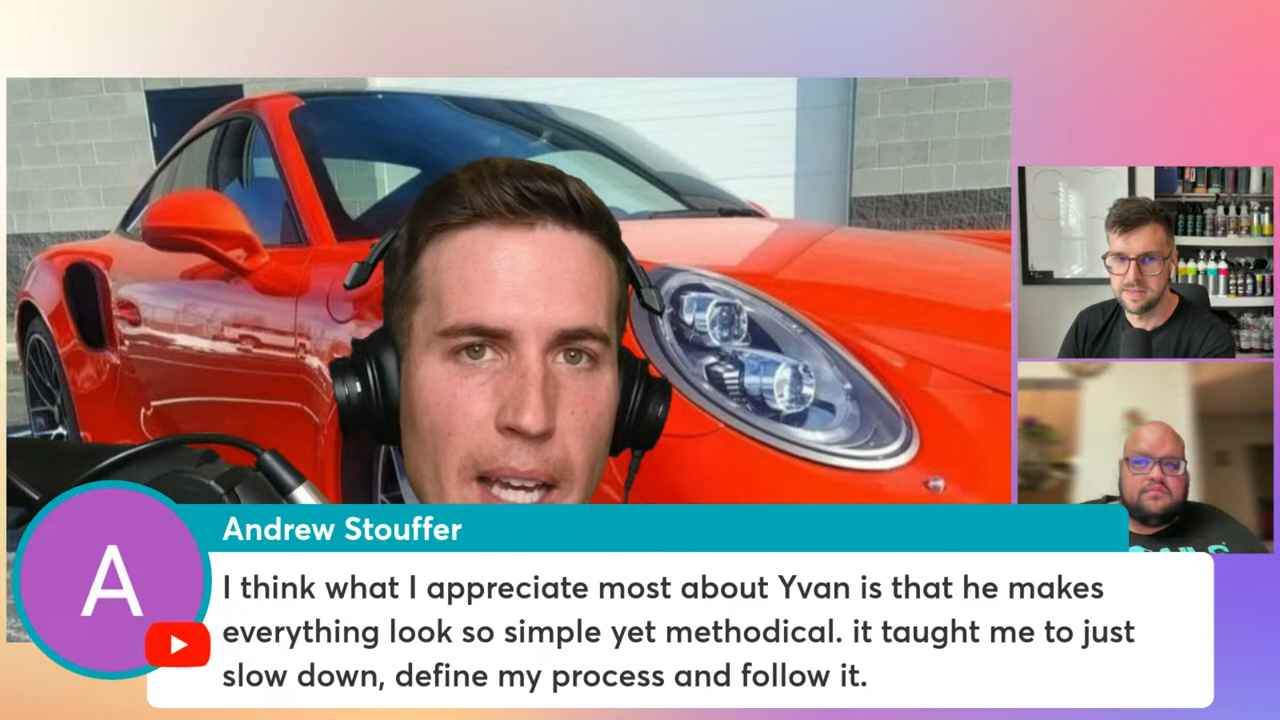 Andrew Stouffer
A
I think what I appreciate most about Yvan is that he makes
everything look so simple yet methodical. it taught me to just
slow down, define my process and follow it.